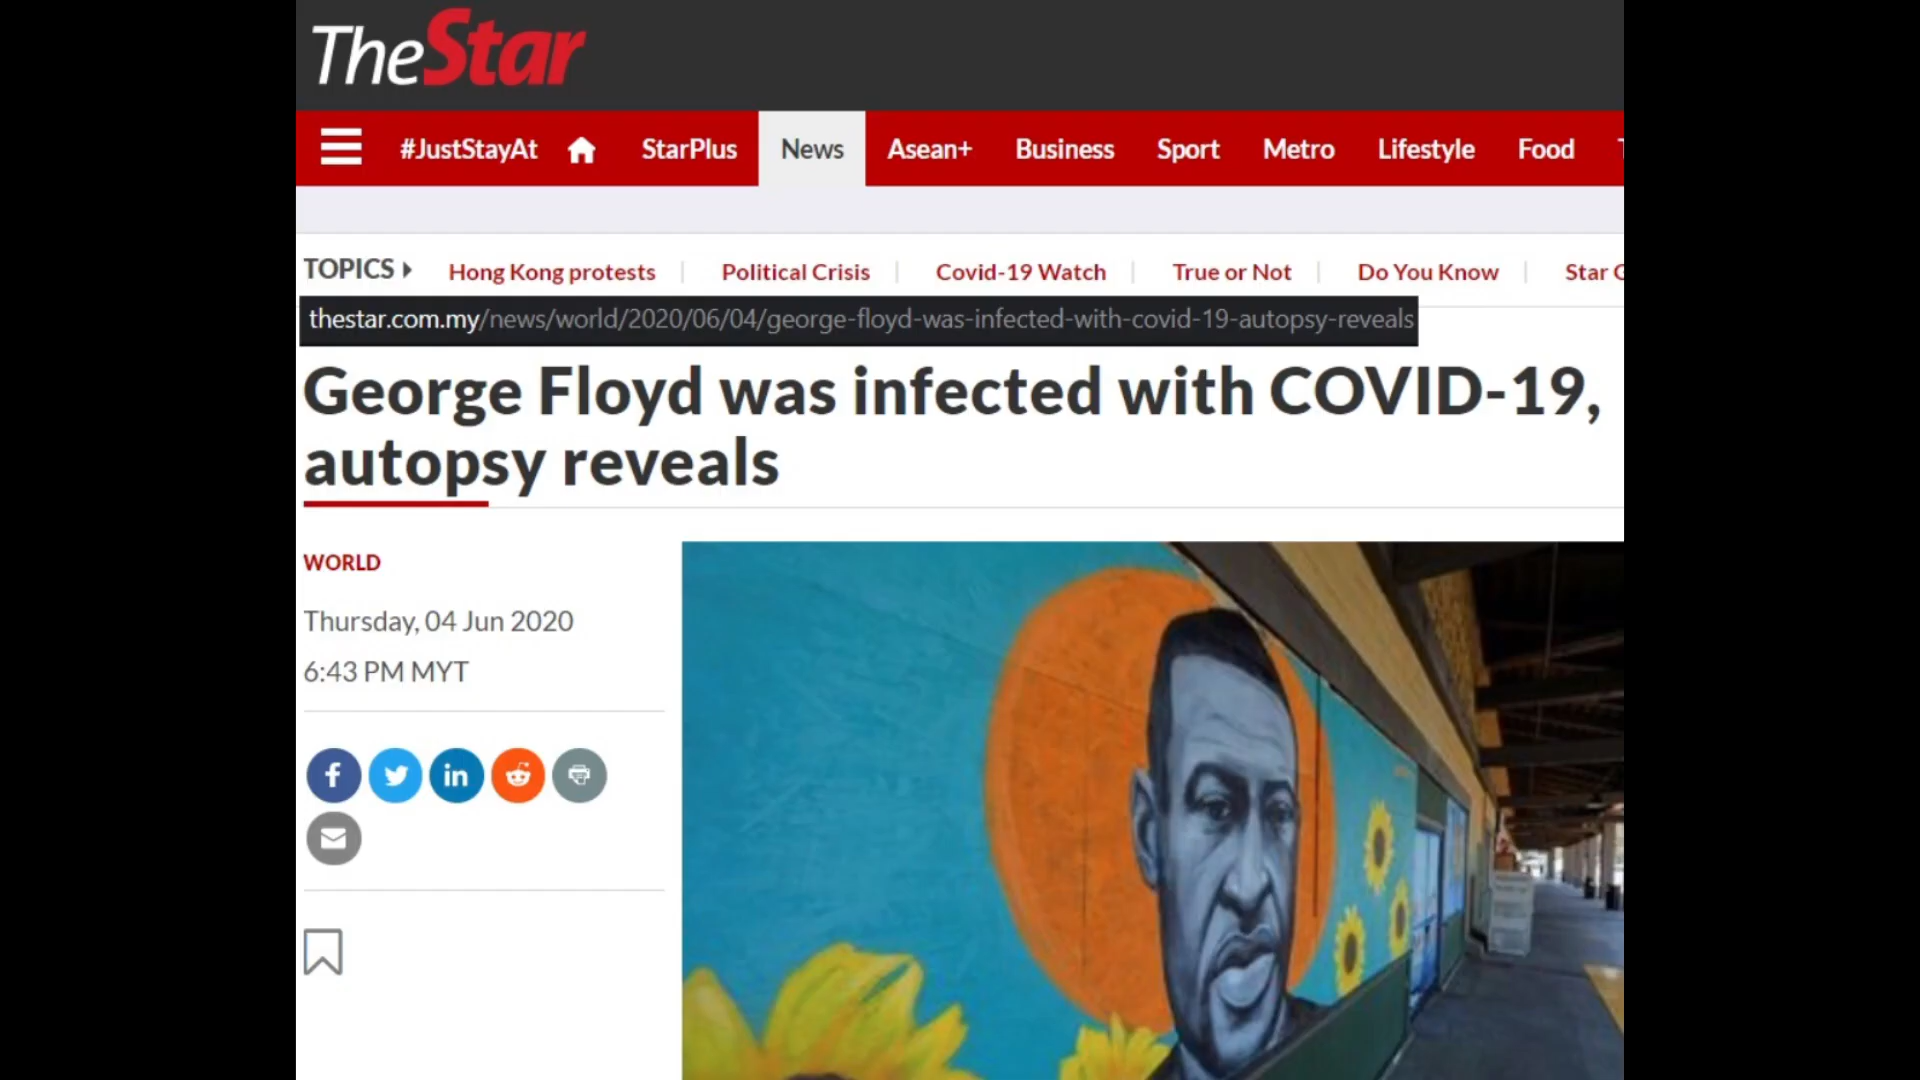 TheStar
#JustStayAt StarPlus News Asean+ Business Sport Metro Lifestyle Food
TOPICS Hong Kong protests Political Crisis Covid-19 Watch True or Not Do You Know Star
thestar.com.my/news/world/2020/06/04/george-floyd-was-infected-with-covid-19-autopsy-reveals
George Floyd was infected with COVID-19,
autopsy reveals
WORLD
Thursday, 04 Jun 2020
6:43 PM MYT